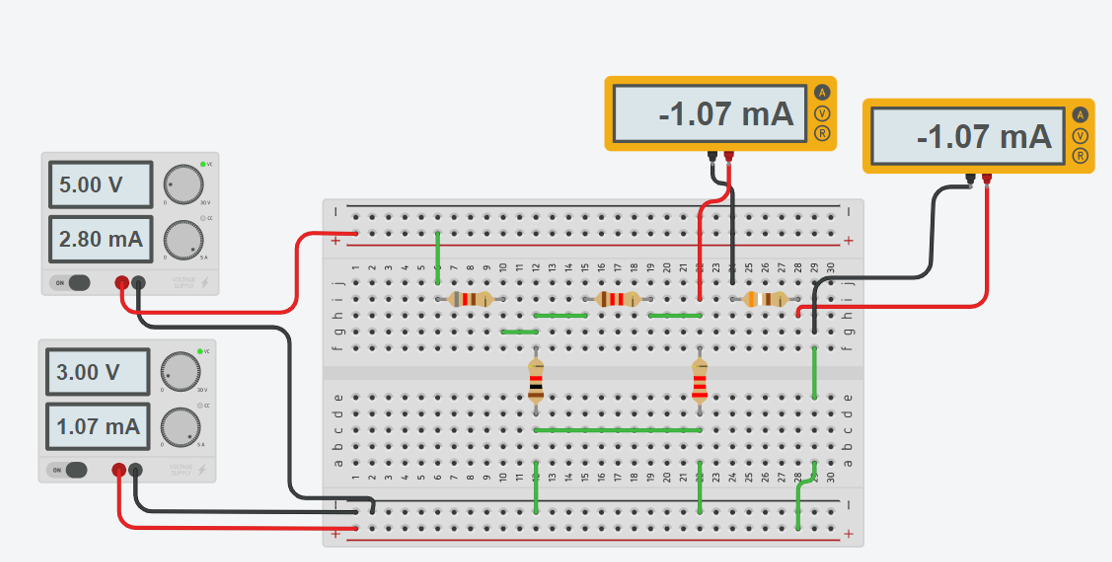 -1.07 mA
A
V
R
-1.07 mA
A
V
R
5.00 V
VC
0
30 V
2.80 mA
CC
0
5 A
ON
VOLTAGE
SUPPLY
3.00 V
VC
0
30 V
1.07 mA
CC
0
5 A
ON
VOLTAGE
SUPPLY
+ +
1 2 3 4 5 6 7 8 9 10 11 12 13 14 15 16 17 18 19 20 21 22 23 24 25 26 27 28 29 30
j j
i i
h h
g g
f f
e e
d d
c c
b b
a a
1 2 3 4 5 6 7 8 9 10 11 12 13 14 15 16 17 18 19 20 21 22 23 24 25 26 27 28 29 30
+ +